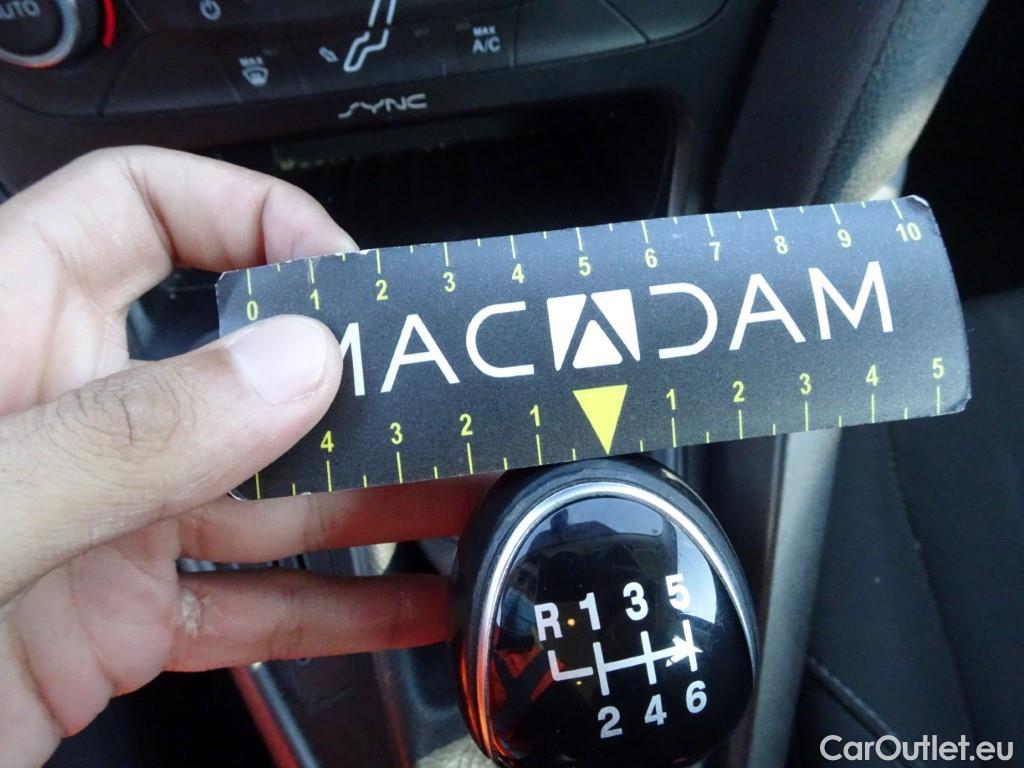 AUTO
MAX
MAX
A/C
SYNC
0 1 2 3 4 5 6 7 8 9 10
MACADAM
4 3 2 1 1 2 3 4 5
R 1 3 5
2 4 6
CarOutlet.eu